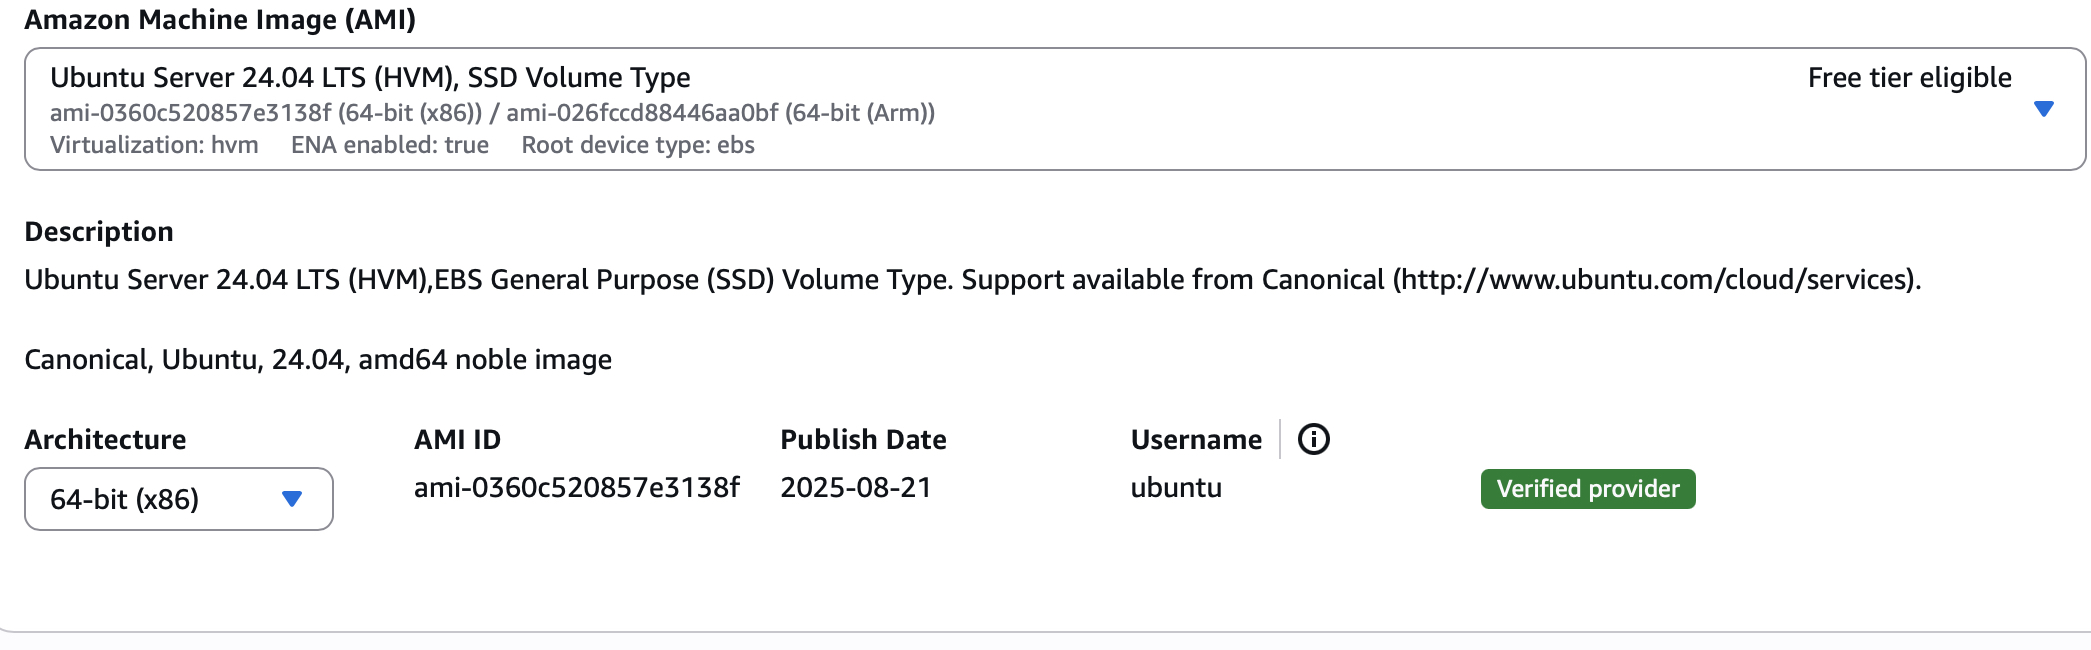 Amazon Machine Image (AMI)
Ubuntu Server 24.04 LTS (HVM), SSD Volume Type
Free tier eligible
ami-0360c520857e3138f (64-bit (x86)) / ami-026fccd88446aa0bf (64-bit (Arm))
Virtualization: hvm ENA enabled: true Root device type: ebs
Description
Ubuntu Server 24.04 LTS (HVM),EBS General Purpose (SSD) Volume Type. Support available from Canonical (http://www.ubuntu.com/cloud/services).
Canonical, Ubuntu, 24.04, amd64 noble image
Architecture
64-bit (x86)
AMI ID
ami-0360c520857e3138f
Publish Date
2025-08-21
Username
ubuntu
Verified provider